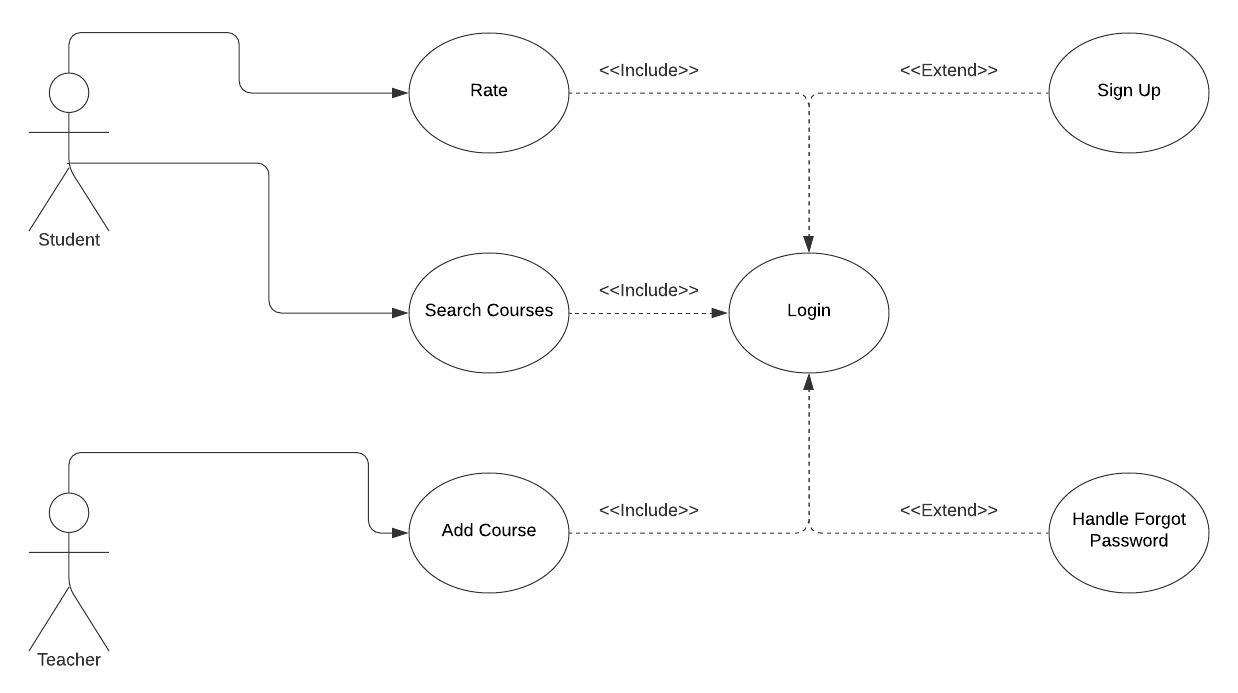 <<Include>>
<<Extend>>
Rate
Sign Up
Student
<<Include>>
Search Courses
Login
<<Include>>
<<Extend>>
Add Course
Handle Forgot
Password
Teacher